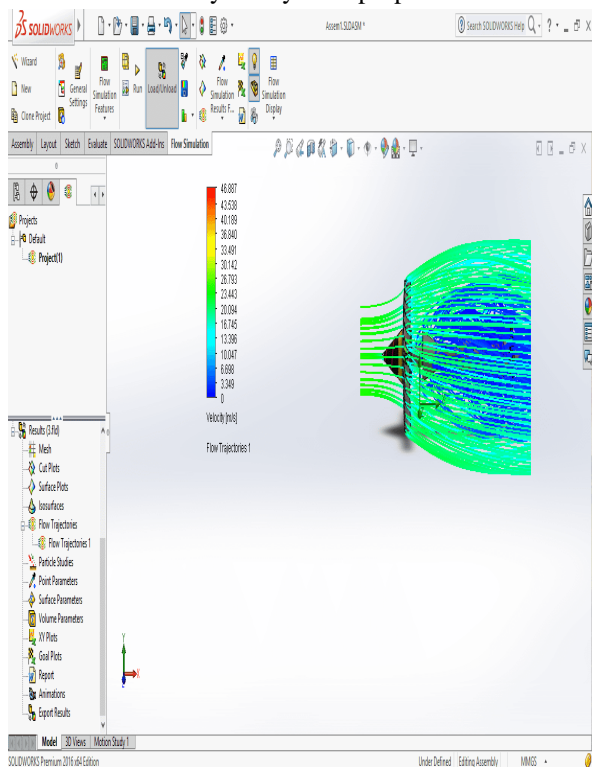 SOLIDWORKS
Assem1.SLDASM *
Search SOLIDWORKS Help
Wizard
New
Clone Project
General Settings
Flow Simulation Features
Run
Load/Unload
Flow Simulation Results F...
Flow Simulation Display
Assembly Layout Sketch Evaluate SOLIDWORKS Add-Ins Flow Simulation
Projects
Default
Project(1)
46.887
43.538
40.189
36.840
33.491
30.142
26.793
23.443
20.094
16.745
13.396
10.047
6.698
3.349
0
Velocity [m/s]
Flow Trajectories 1
Results (3.fld)
Mesh
Cut Plots
Surface Plots
Isosurfaces
Flow Trajectories
Flow Trajectories 1
Particle Studies
Point Parameters
Surface Parameters
Volume Parameters
XY Plots
Goal Plots
Report
Animations
Export Results
Y
X
Model 3D Views Motion Study 1
SOLIDWORKS Premium 2016 x64 Edition
Under Defined Editing Assembly MMGS